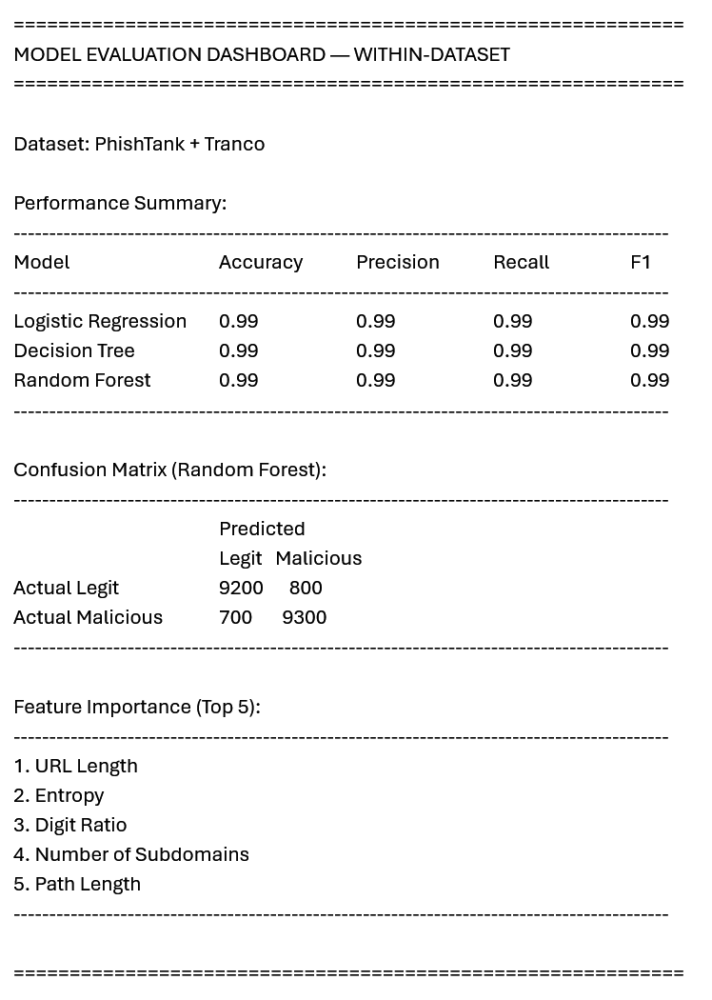 ============================================================
MODEL EVALUATION DASHBOARD — WITHIN-DATASET
============================================================
Dataset: PhishTank + Tranco
Performance Summary:
--------------------------------------------------------------------------------------------
Model Accuracy Precision Recall F1
--------------------------------------------------------------------------------------------
Logistic Regression 0.99 0.99 0.99 0.99
Decision Tree 0.99 0.99 0.99 0.99
Random Forest 0.99 0.99 0.99 0.99
--------------------------------------------------------------------------------------------
Confusion Matrix (Random Forest):
--------------------------------------------------------------------------------------------
Predicted
Legit Malicious
Actual Legit 9200 800
Actual Malicious 700 9300
--------------------------------------------------------------------------------------------
Feature Importance (Top 5):
--------------------------------------------------------------------------------------------
1. URL Length
2. Entropy
3. Digit Ratio
4. Number of Subdomains
5. Path Length
--------------------------------------------------------------------------------------------
============================================================